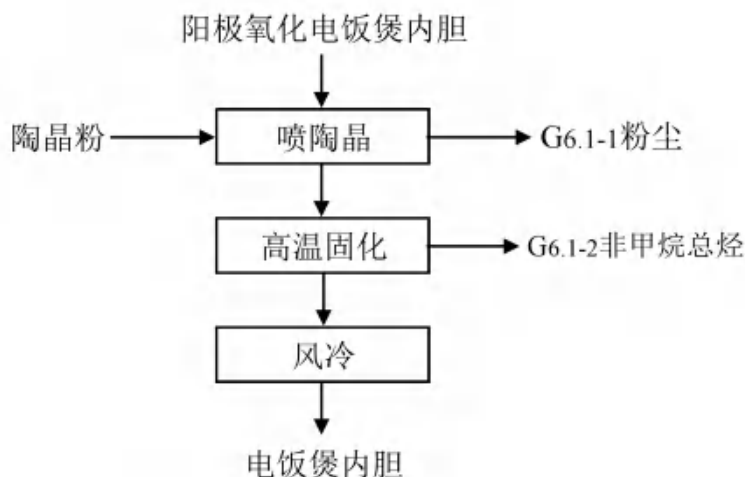 阳极氧化电饭煲内胆
陶晶粉
喷陶晶
G6.1-1粉尘
高温固化
G6.1-2非甲烷总烃
风冷
电饭煲内胆